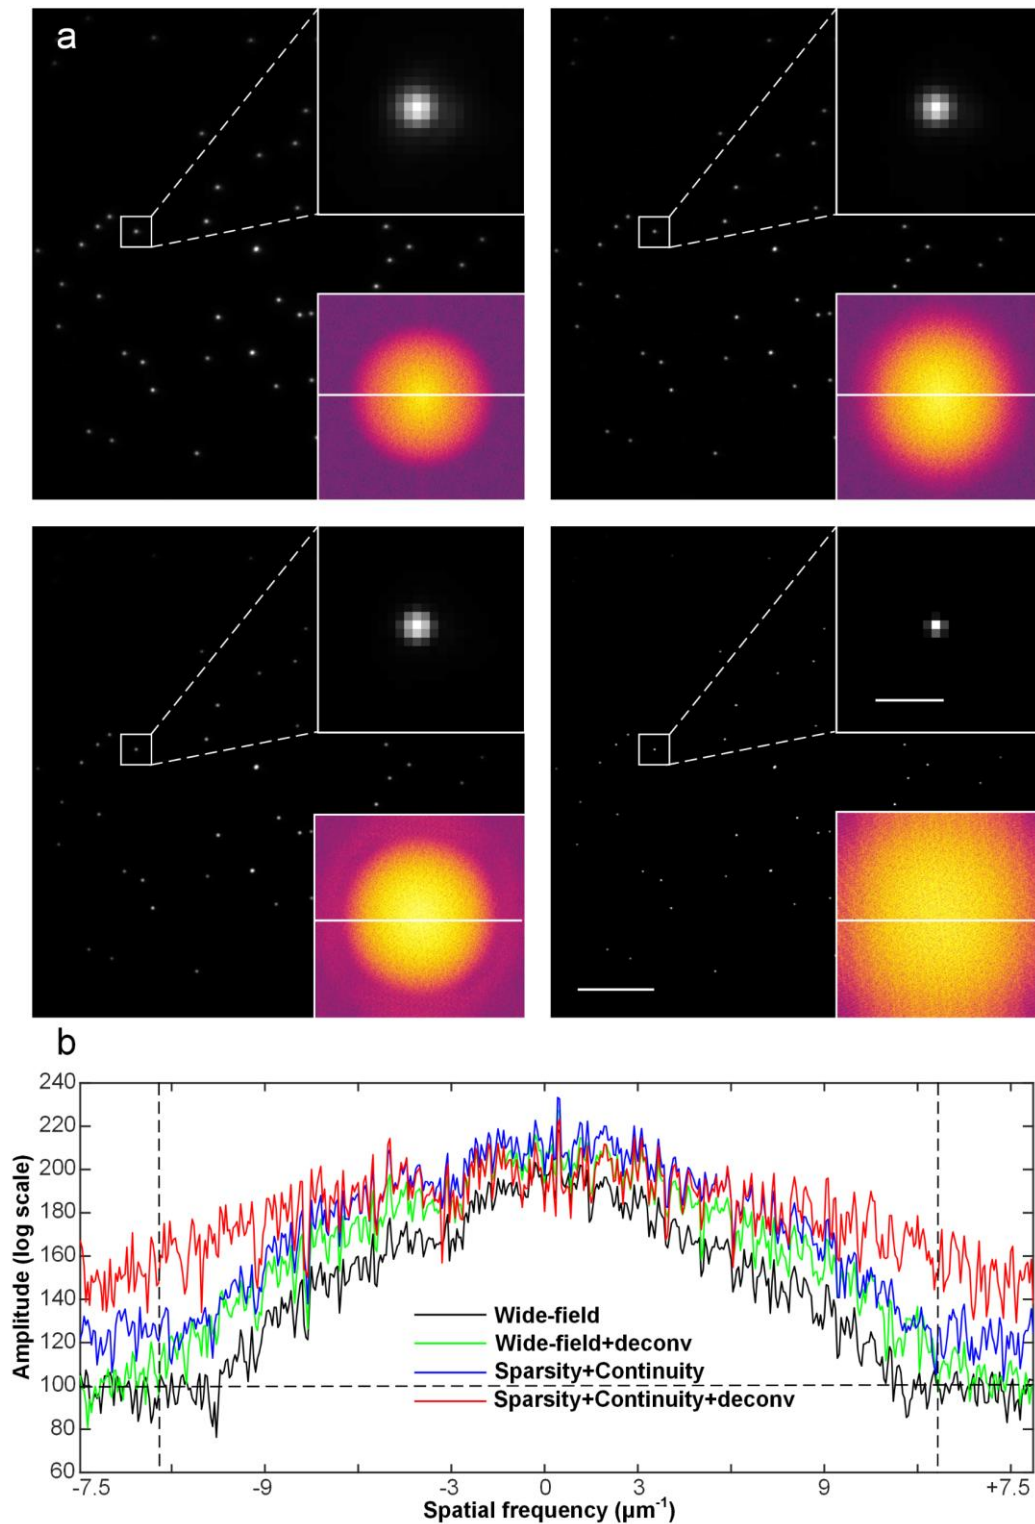 a
b
240
220
200
180
160
140
120
100
80
60
Amplitude (log scale)
Wide-field
Wide-field+deconv
Sparsity+Continuity
Sparsity+Continuity+deconv
-7.5 -9 -3 0 3 9 +7.5
Spatial frequency (µm⁻¹)